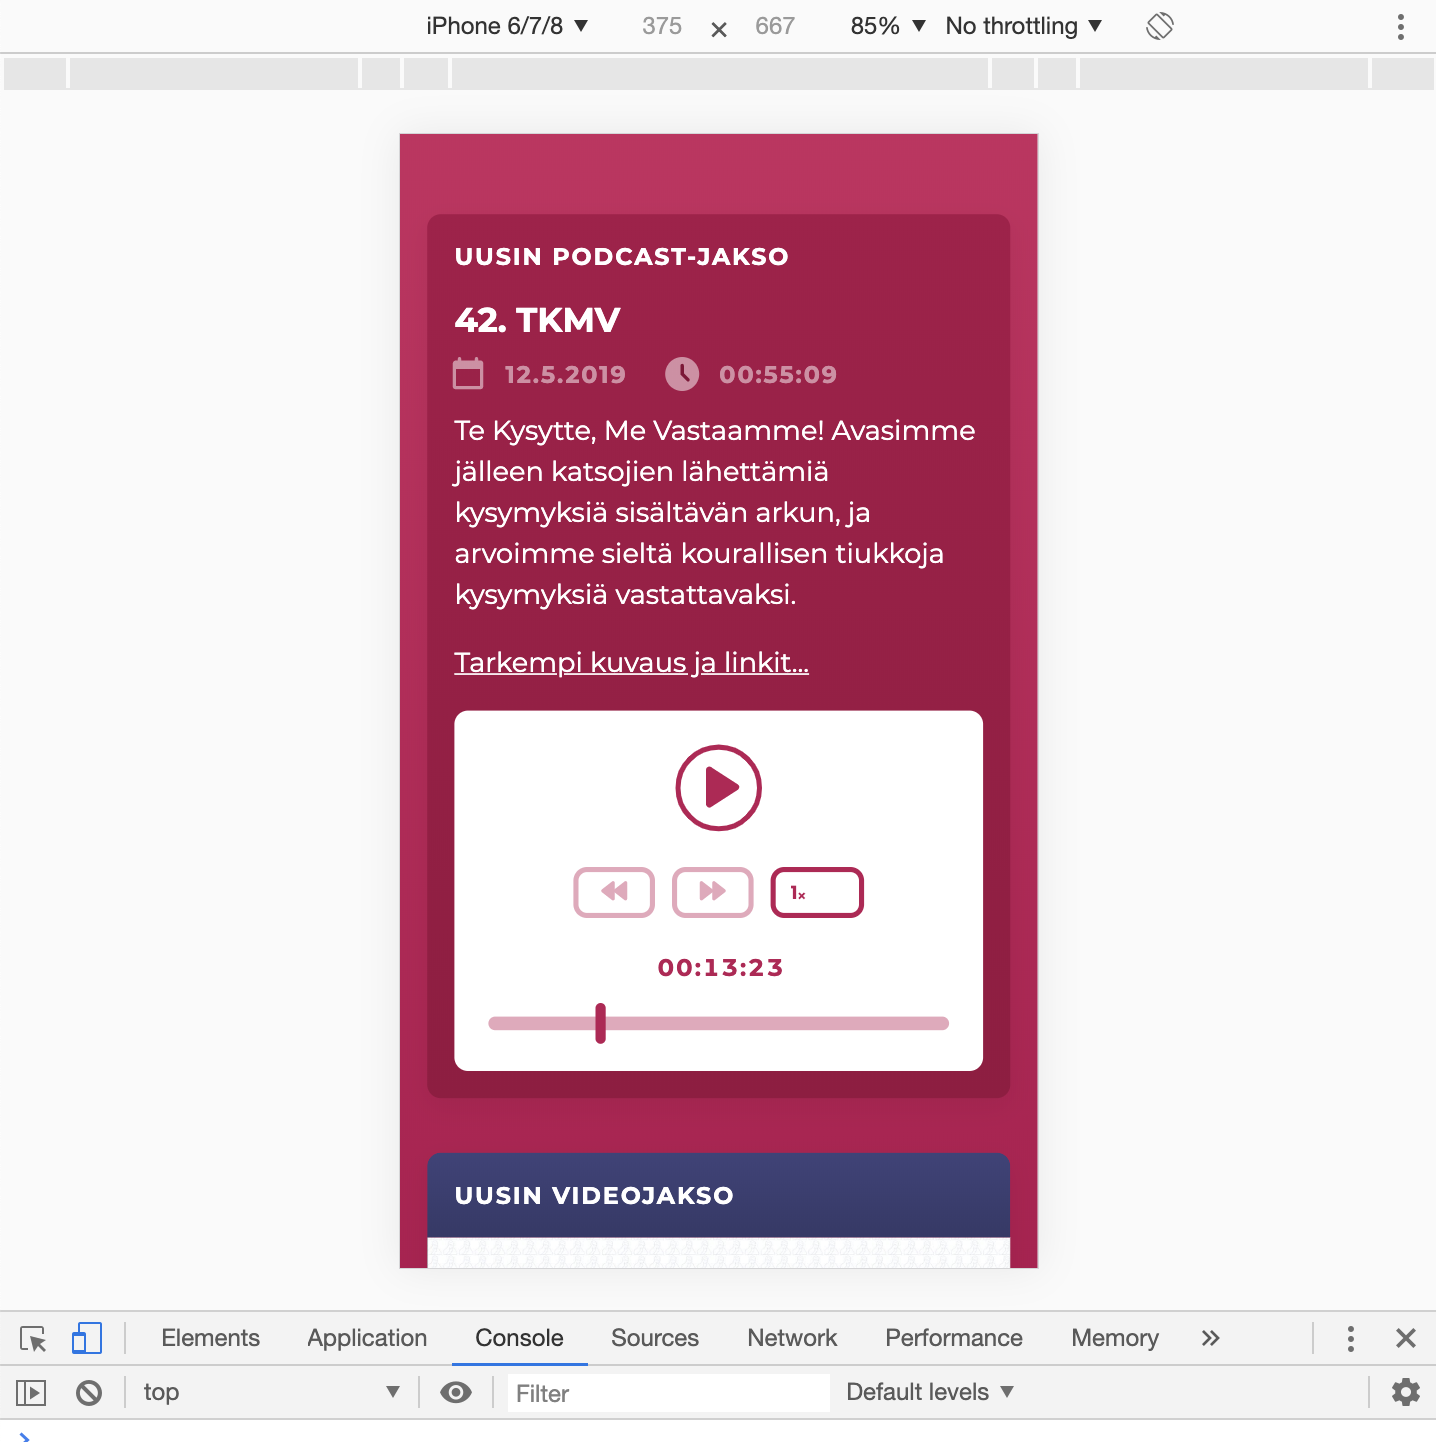 iPhone 6/7/8 ▼ 375 × 667 85% ▼ No throttling ▼
UUSIN PODCAST-JAKSO
42. TKMV
12.5.2019 00:55:09
Te Kysytte, Me Vastaamme! Avasimme
jälleen katsojien lähettämiä
kysymyksiä sisältävän arkun, ja
arvoimme sieltä kourallisen tiukkoja
kysymyksiä vastattavaksi.
Tarkempi kuvaus ja linkit...
1×
00:13:23
UUSIN VIDEOJAKSO
Elements Application Console Sources Network Performance Memory »
top ▼ Filter Default levels ▼